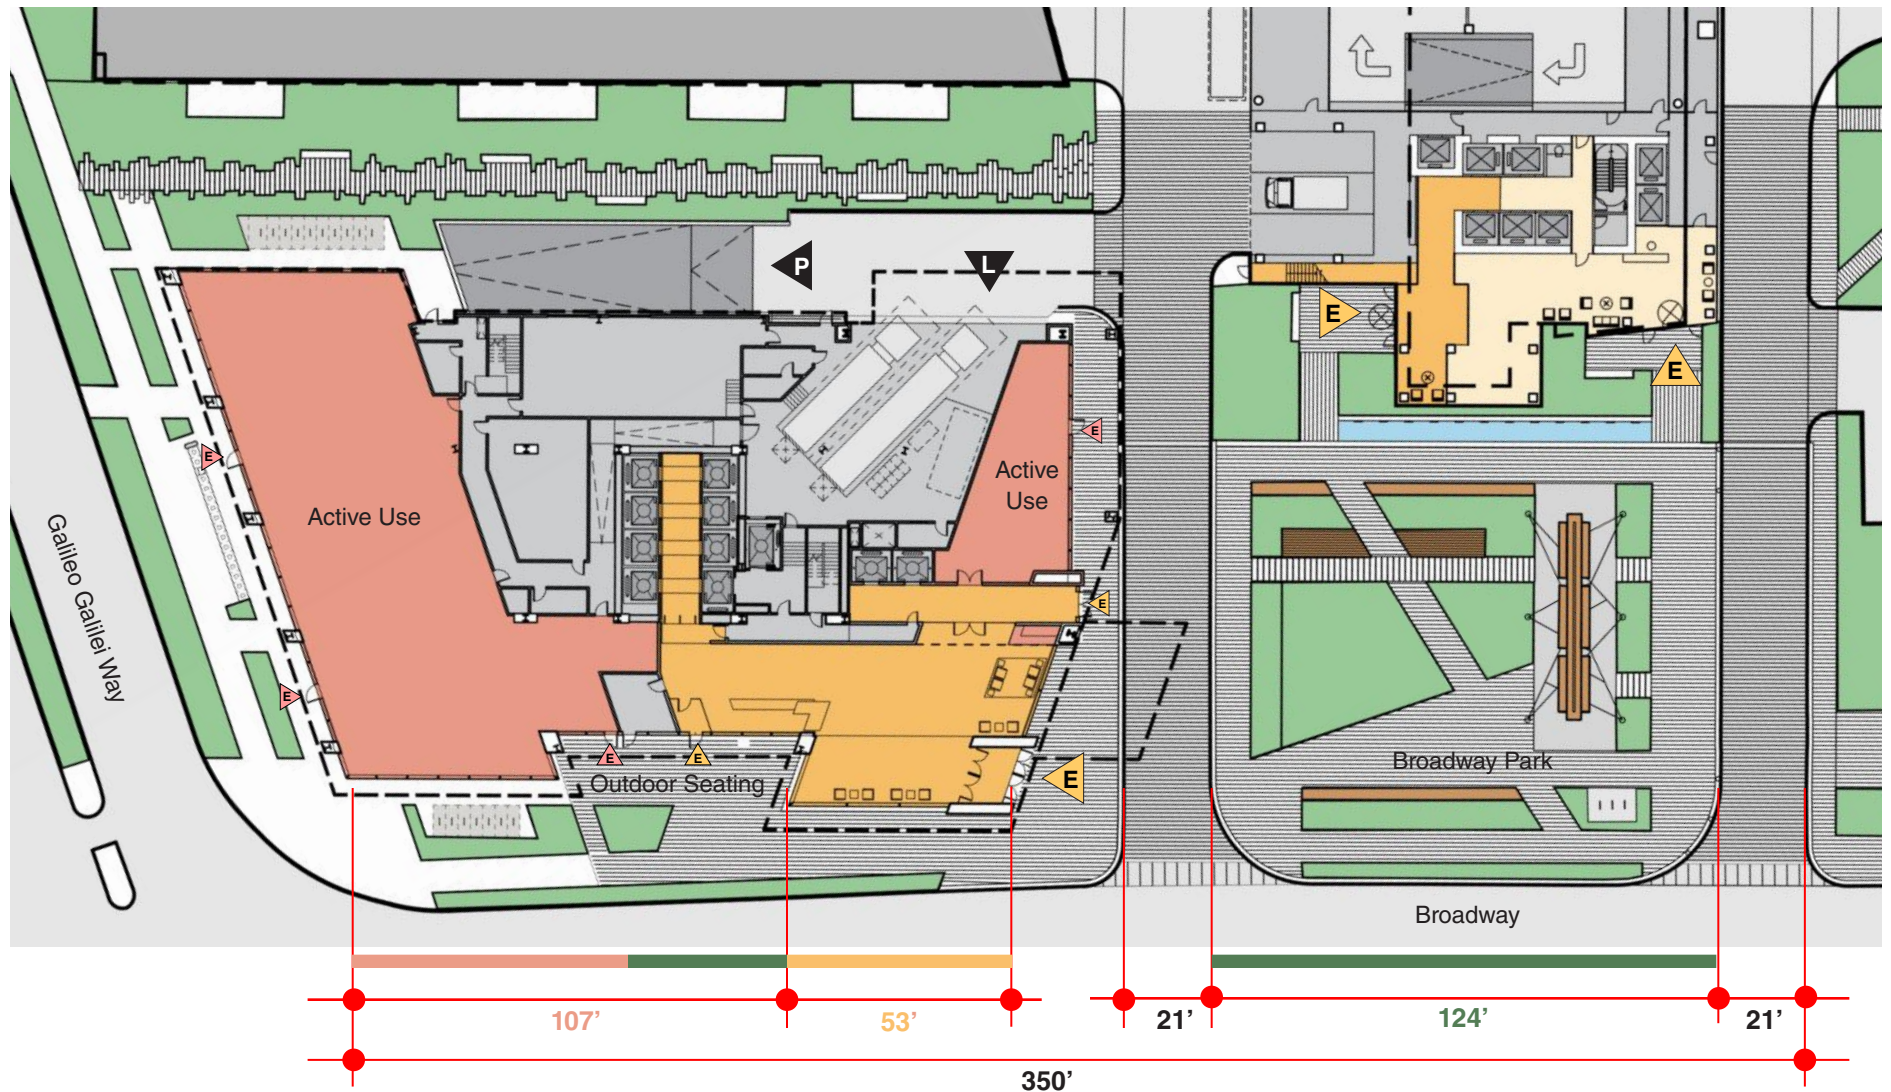 P
L
E
E
E
Active
Use
E
Active Use
Galileo Galilei Way
E
E
E
E
Outdoor Seating
E
Broadway Park
Broadway
107’
53’
21’
124’
21’
350’